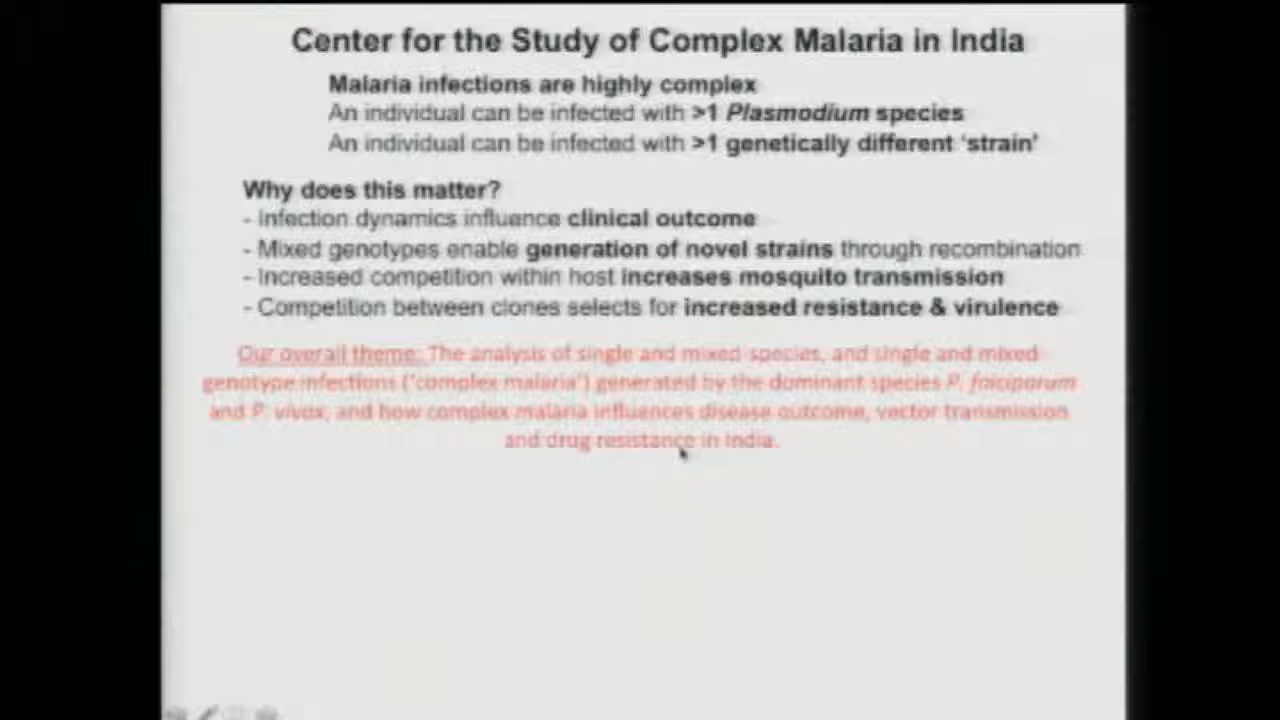 Center for the Study of Complex Malaria in India
Malaria infections are highly complex
An individual can be infected with >1 Plasmodium species
An individual can be infected with >1 genetically different ‘strain’
Why does this matter?
- Infection dynamics influence clinical outcome
- Mixed genotypes enable generation of novel strains through recombination
- Increased competition within host increases mosquito transmission
- Competition between clones selects for increased resistance & virulence
Our overall theme: The analysis of single and mixed species, and single and mixed
genotype infections (‘complex malaria’) generated by the dominant species P. falciparum
and P. vivax, and how complex malaria influences disease outcome, vector transmission
and drug resistance in India.